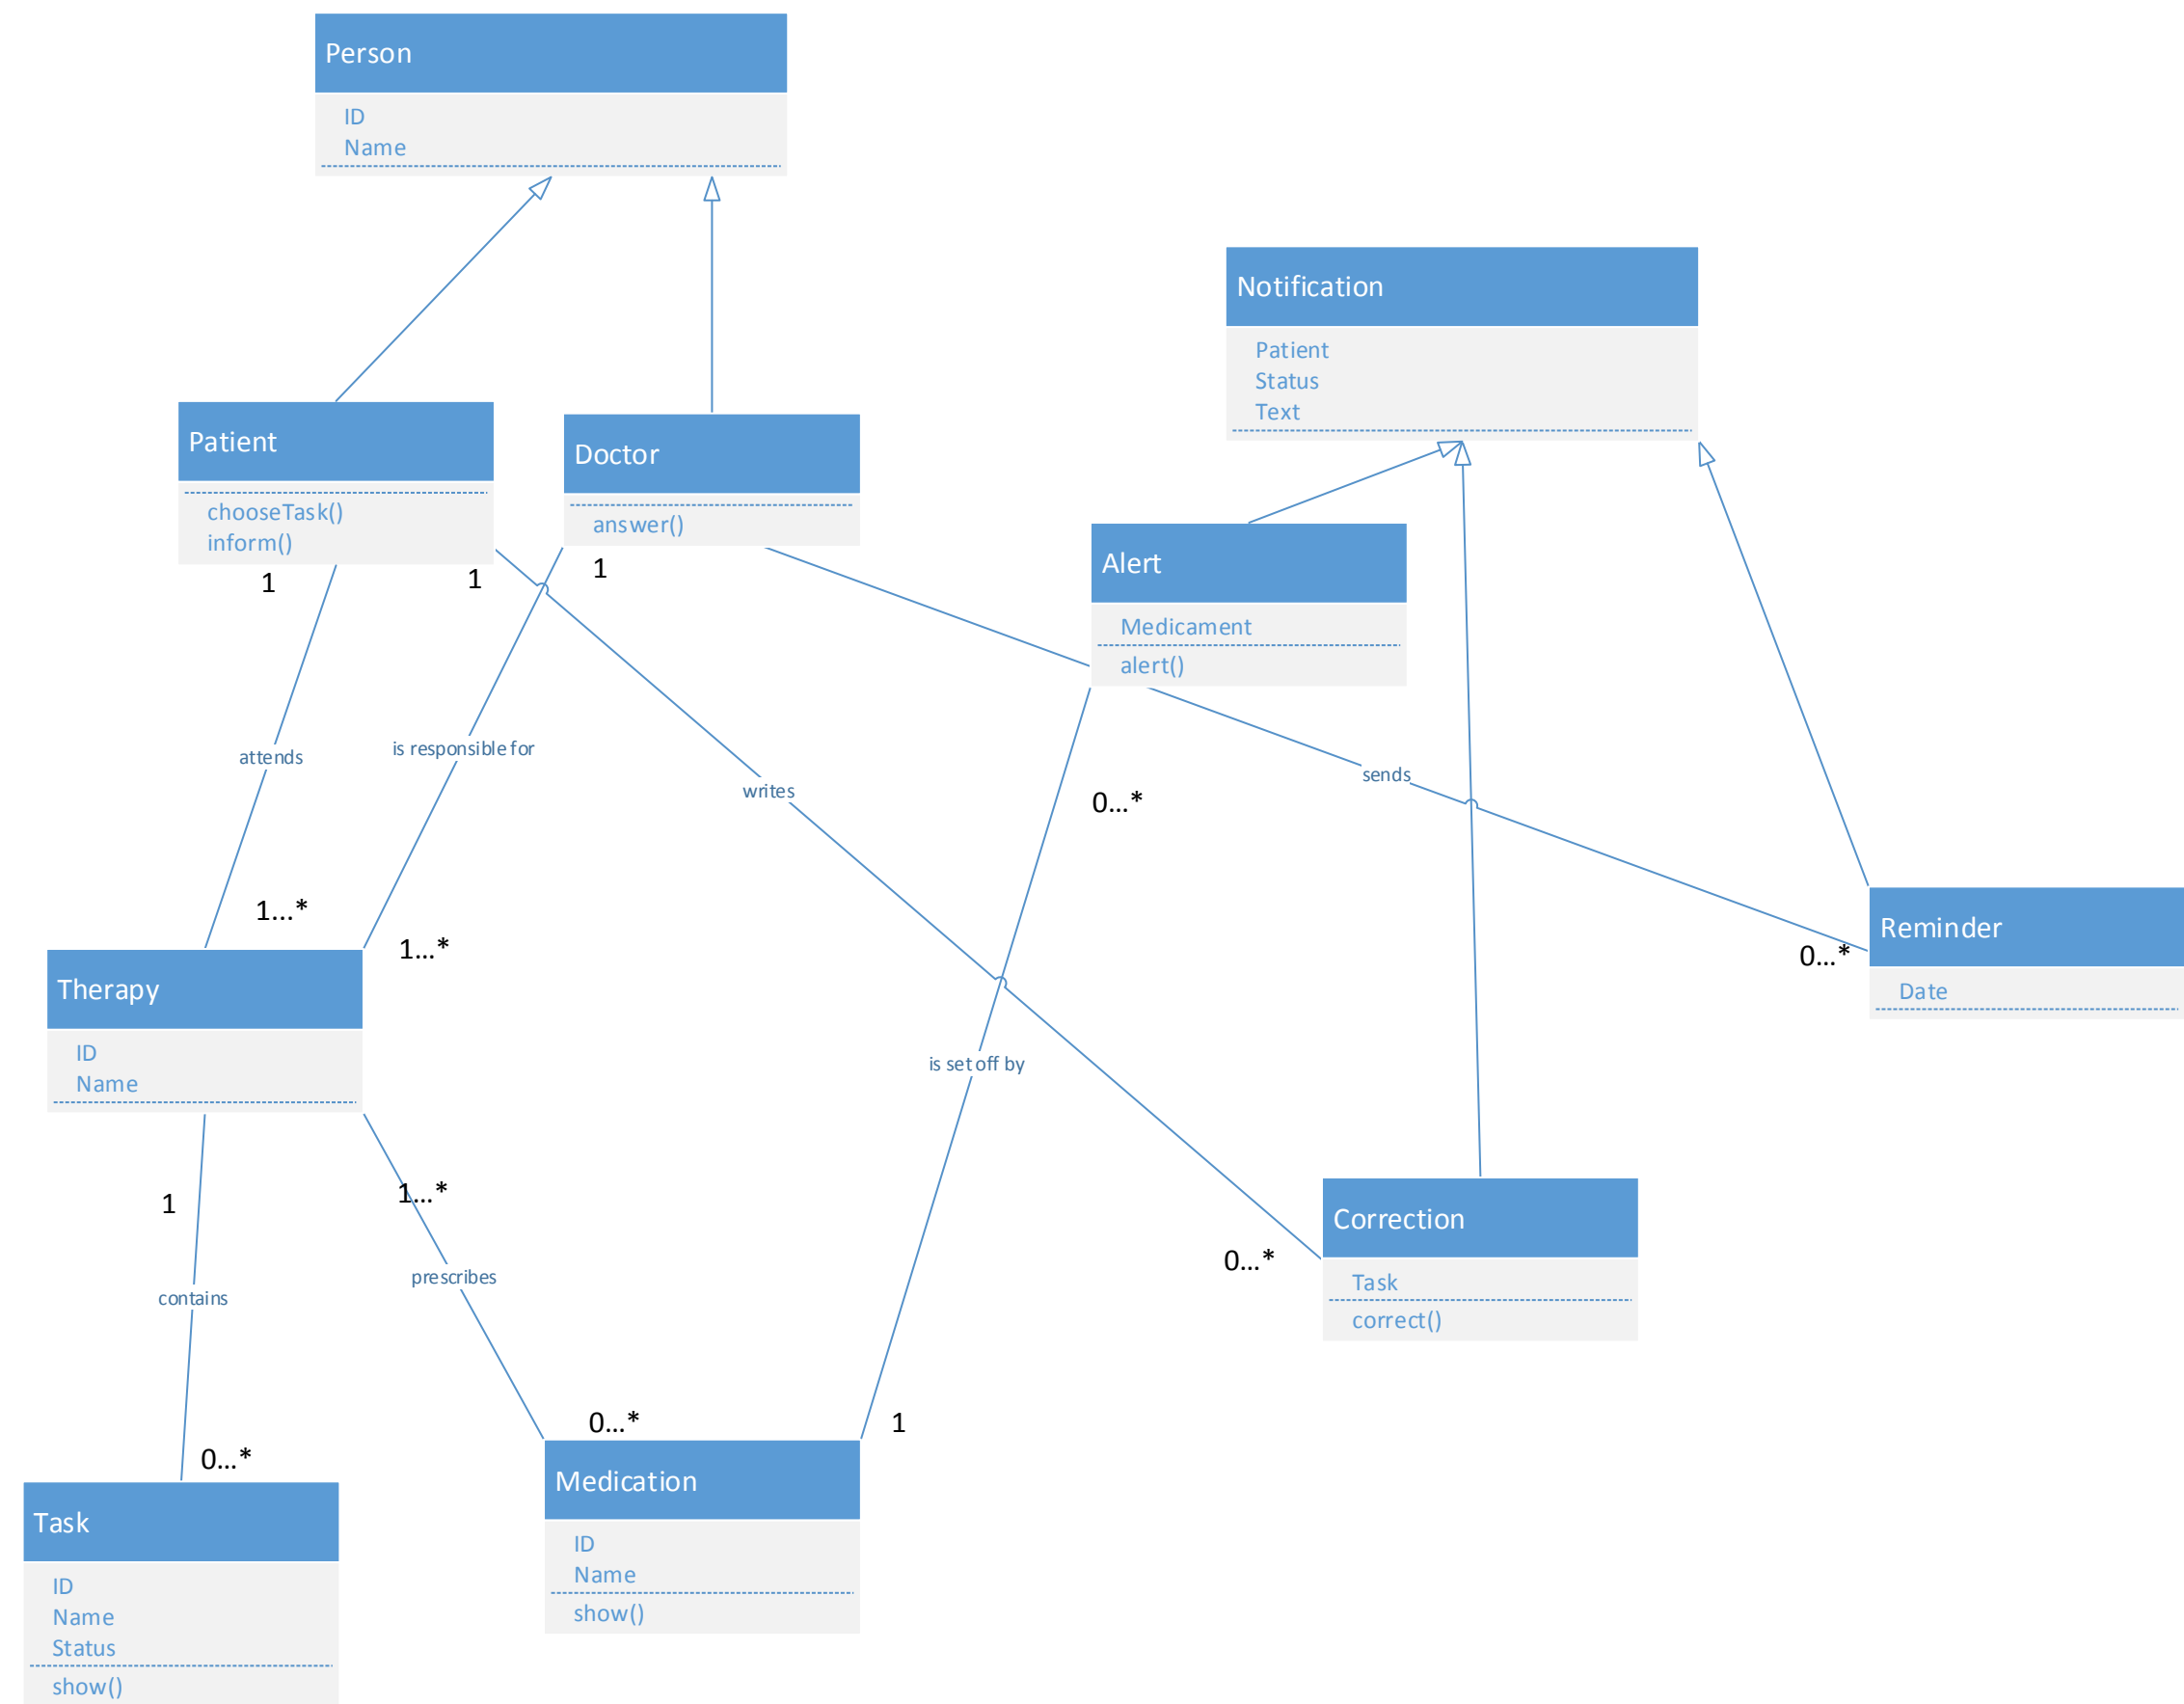 Person
ID
Name
Notification
Patient
Status
Text
Patient
chooseTask()
inform()
Doctor
answer()
Alert
Medicament
alert()
1
1
1
attends
is responsible for
writes
sends
0...*
1...*
1...*
0...*
Reminder
Date
Therapy
ID
Name
is set off by
1
1...*
Correction
Task
correct()
0...*
contains
prescribes
0...*
0...*
1
Task
ID
Name
Status
show()
Medication
ID
Name
show()